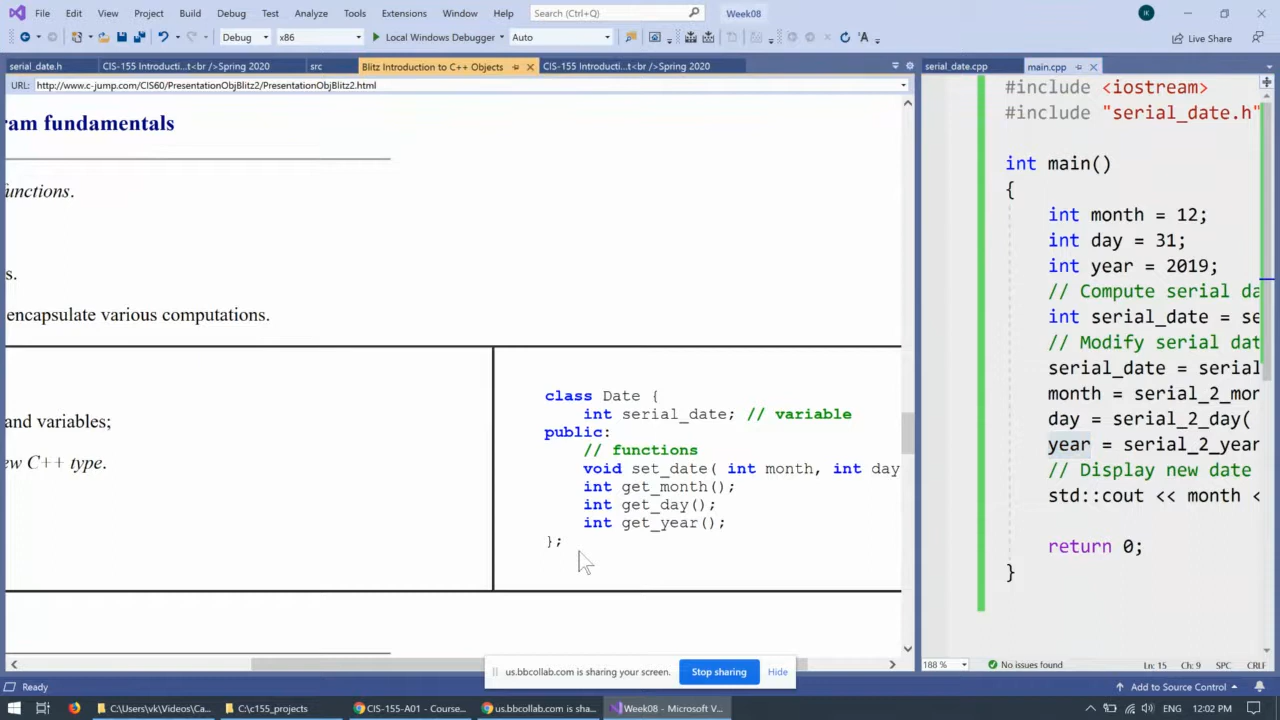 File Edit View Project Build Debug Test Analyze Tools Extensions Window Help Search (Ctrl+Q) Week08 IK
Debug x86 Local Windows Debugger Auto Live Share
serial_date.h CIS-155 Introducti...t<br />Spring 2020 src Blitz Introduction to C++ Objects CIS-155 Introducti...t<br />Spring 2020 serial_date.cpp main.cpp
URL: http://www.c-jump.com/CIS60/PresentationObjBlitz2/PresentationObjBlitz2.html
ram fundamentals
functions.
s.
encapsulate various computations.
and variables;
ew C++ type.
class Date {
int serial_date; // variable
public:
// functions
void set_date( int month, int day
int get_month();
int get_day();
int get_year();
};
#include <iostream>
#include "serial_date.h"
int main()
{
int month = 12;
int day = 31;
int year = 2019;
// Compute serial da
int serial_date = se
// Modify serial dat
serial_date = serial
month = serial_2_mon
day = serial_2_day(
year = serial_2_year
// Display new date
std::cout << month <
return 0;
}
188 % No issues found Ln: 15 Ch: 9 SPC CRLF
us.bbcollab.com is sharing your screen. Stop sharing Hide
Ready Add to Source Control
C:\Users\vk\Videos\Ca... C:\c155_projects CIS-155-A01 – Course... us.bbcollab.com is sha... Week08 - Microsoft V... ENG 12:02 PM